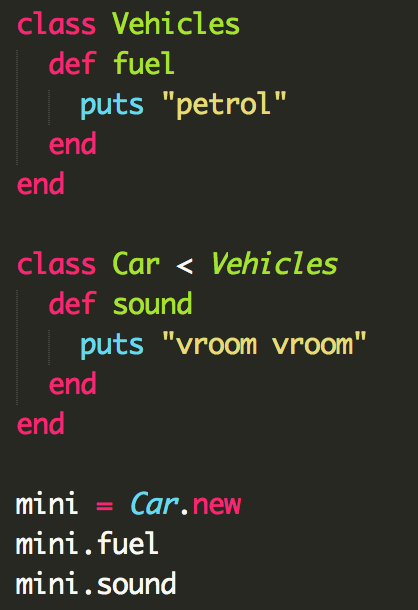 class Vehicles
  def fuel
    puts "petrol"
  end
end

class Car < Vehicles
  def sound
    puts "vroom vroom"
  end
end

mini = Car.new
mini.fuel
mini.sound